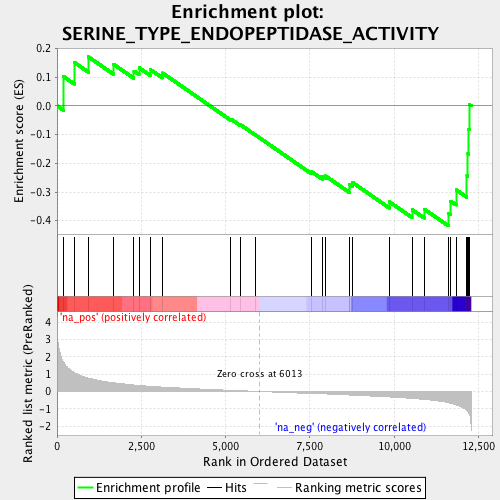 Enrichment plot:
SERINE_TYPE_ENDOPEPTIDASE_ACTIVITY
Enrichment score (ES)
0.2
0.1
0.0
-0.1
-0.2
-0.3
-0.4
'na_pos' (positively correlated)
Ranked list metric (PreRanked)
4
3
2
1
0
-1
-2
Zero cross at 6013
'na_neg' (negatively correlated)
0
2,500
5,000
7,500
10,000
12,500
Rank in Ordered Dataset
Enrichment profile
Hits
Ranking metric scores